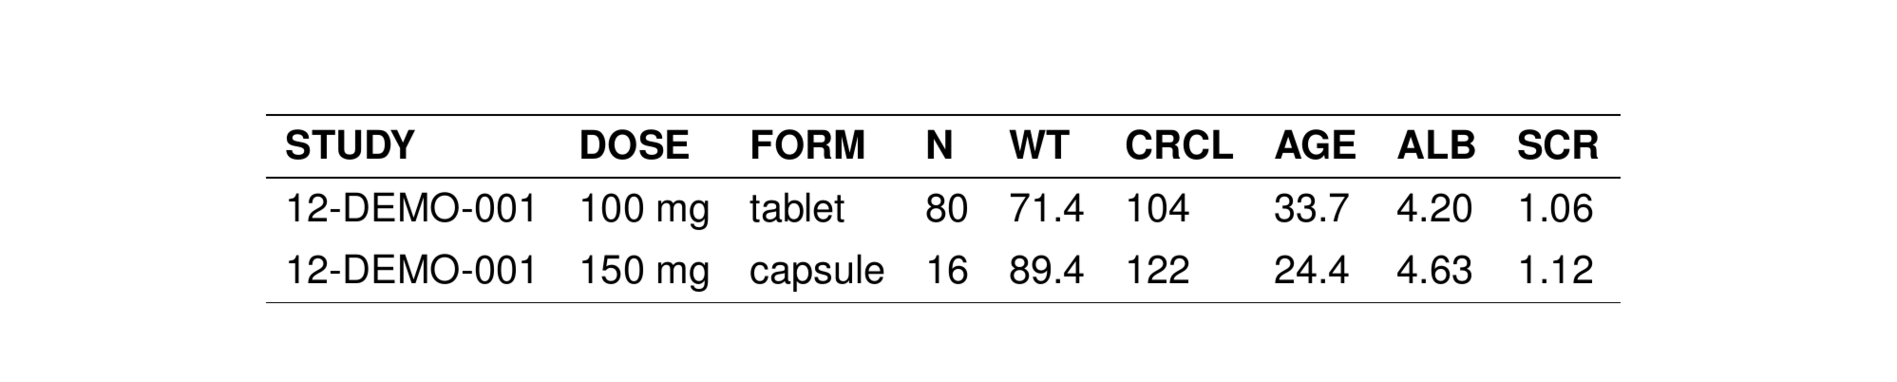 STUDY DOSE FORM N WT CRCL AGE ALB SCR
12-DEMO-001 100 mg tablet 80 71.4 104 33.7 4.20 1.06
12-DEMO-001 150 mg capsule 16 89.4 122 24.4 4.63 1.12